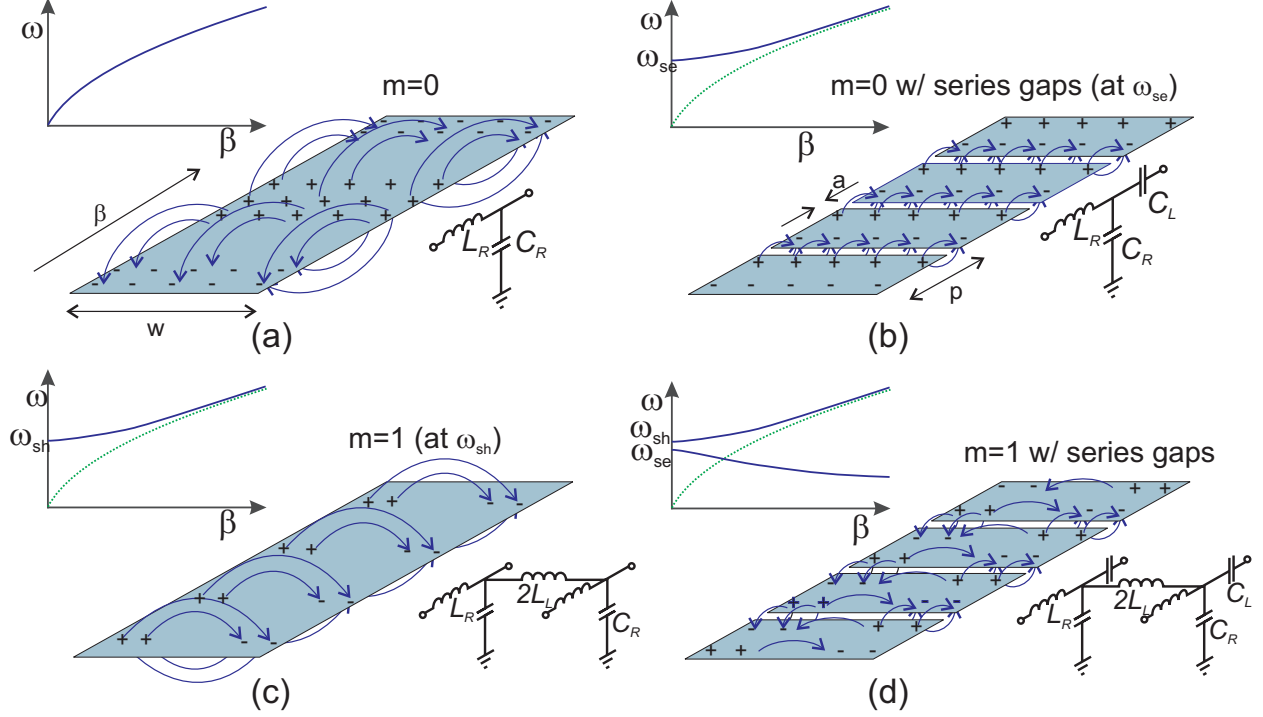 ω
β
m=0
β
w
L_R
C_R
(a)
ω
ω_se
β
m=0 w/ series gaps (at ω_se)
a
p
L_R
C_L
C_R
(b)
ω
ω_sh
β
m=1 (at ω_sh)
L_R
2L_L
C_R
(c)
ω
ω_sh
ω_se
β
m=1 w/ series gaps
L_R
2L_L
C_L
C_R
(d)